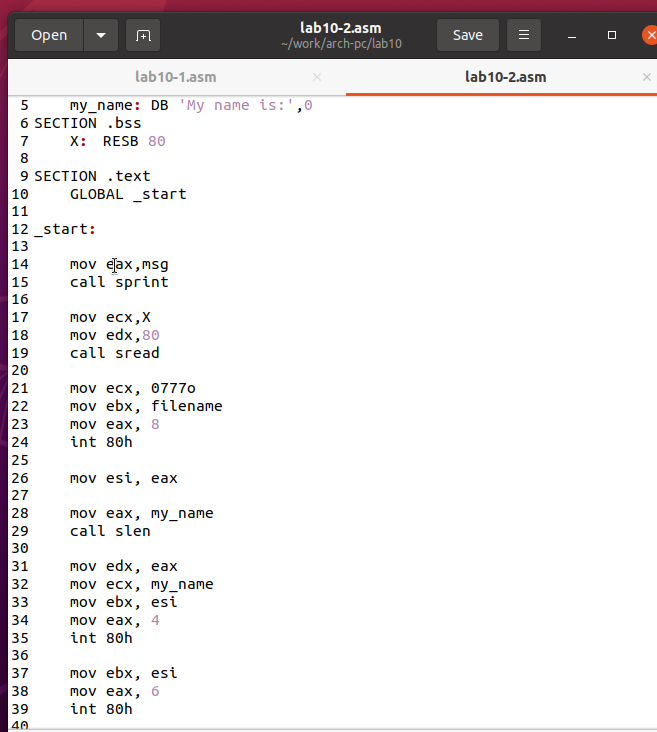 Open
lab10-2.asm
~/work/arch-pc/lab10
Save
lab10-1.asm
lab10-2.asm
5 my_name: DB 'My name is:',0
6 SECTION .bss
7 X: RESB 80
8
9 SECTION .text
10 GLOBAL _start
11
12 _start:
13
14 mov eax,msg
15 call sprint
16
17 mov ecx,X
18 mov edx,80
19 call sread
20
21 mov ecx, 0777o
22 mov ebx, filename
23 mov eax, 8
24 int 80h
25
26 mov esi, eax
27
28 mov eax, my_name
29 call slen
30
31 mov edx, eax
32 mov ecx, my_name
33 mov ebx, esi
34 mov eax, 4
35 int 80h
36
37 mov ebx, esi
38 mov eax, 6
39 int 80h
40